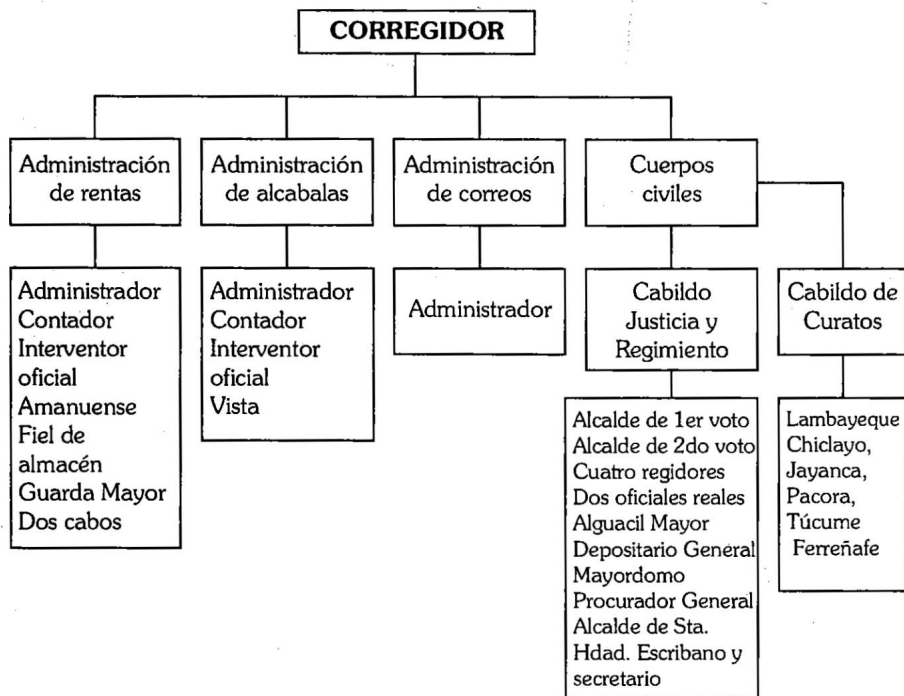 CORREGIDOR
Administración
de rentas
Administración
de alcabalas
Administración
de correos
Cuerpos
civiles
Administrador
Contador
Interventor
oficial
Amanuense
Fiel de
almacén
Guarda Mayor
Dos cabos
Administrador
Contador
Interventor
oficial
Vista
Administrador
Cabildo
Justicia y
Regimiento
Cabildo de
Curatos
Alcalde de 1er voto
Alcalde de 2do voto
Cuatro regidores
Dos oficiales reales
Alguacil Mayor
Depositario General
Mayordomo
Procurador General
Alcalde de Sta.
Hdad. Escribano y
secretario
Lambayeque
Chiclayo,
Jayanca,
Pacora,
Túcume
Ferreñafe